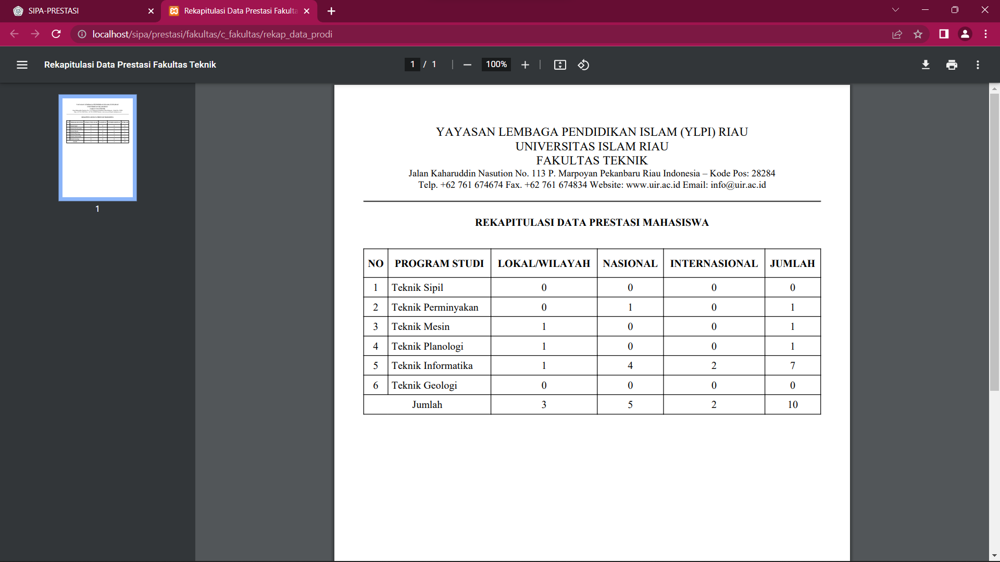 SIPA-PRESTASI
Rekapitulasi Data Prestasi Fakulta
localhost/sipa/prestasi/fakultas/c_fakultas/rekap_data_prodi
Rekapitulasi Data Prestasi Fakultas Teknik
1 / 1
100%
1
YAYASAN LEMBAGA PENDIDIKAN ISLAM (YLPI) RIAU
UNIVERSITAS ISLAM RIAU
FAKULTAS TEKNIK
Jalan Kaharuddin Nasution No. 113 P. Marpoyan Pekanbaru Riau Indonesia – Kode Pos: 28284
Telp. +62 761 674674 Fax. +62 761 674834 Website: www.uir.ac.id Email: info@uir.ac.id
REKAPITULASI DATA PRESTASI MAHASISWA
NO PROGRAM STUDI LOKAL/WILAYAH NASIONAL INTERNASIONAL JUMLAH
1 Teknik Sipil 0 0 0 0
2 Teknik Perminyakan 0 1 0 1
3 Teknik Mesin 1 0 0 1
4 Teknik Planologi 1 0 0 1
5 Teknik Informatika 1 4 2 7
6 Teknik Geologi 0 0 0 0
Jumlah 3 5 2 10